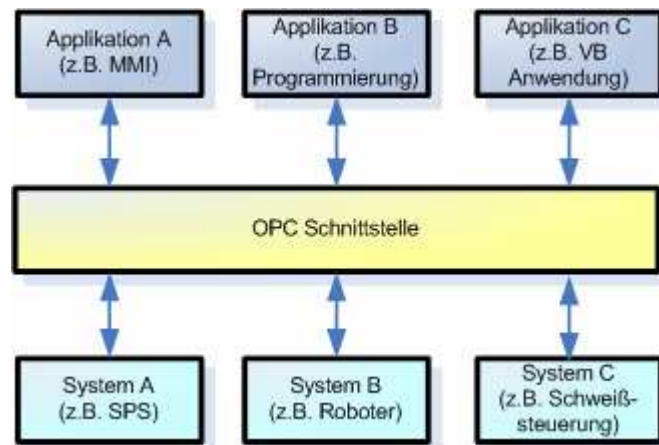 Applikation A
(z.B. MMI)
Applikation B
(z.B.
Programmierung)
Applikation C
(z.B. VB
Anwendung)
OPC Schnittstelle
System A
(z.B. SPS)
System B
(z.B. Roboter)
System C
(z.B. Schweiß-
steuerung)